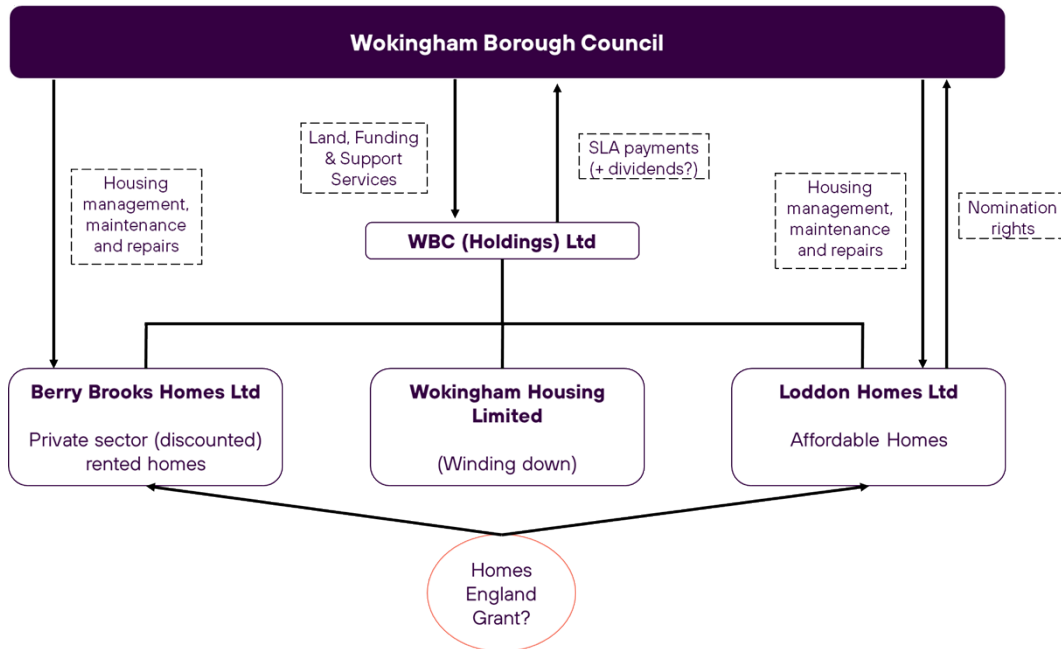 Wokingham Borough Council
Land, Funding
& Support
Services
SLA payments
(+ dividends?)
Housing
management,
maintenance
and repairs
Housing
management,
maintenance
and repairs
Nomination
rights
WBC (Holdings) Ltd
Berry Brooks Homes Ltd
Private sector (discounted)
rented homes
Wokingham Housing
Limited
(Winding down)
Loddon Homes Ltd
Affordable Homes
Homes
England
Grant?